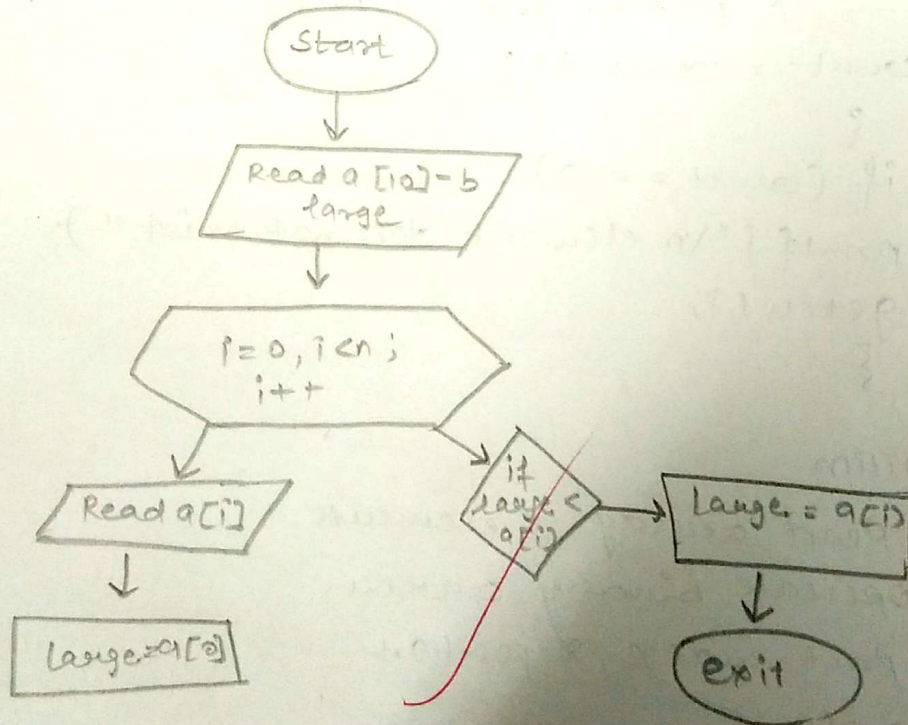 Start
Read a[10]-b
large
i=0, i<n;
i++
Read a[i]
large=a[0]
if
large <
a[i]
Large = a[i]
exit